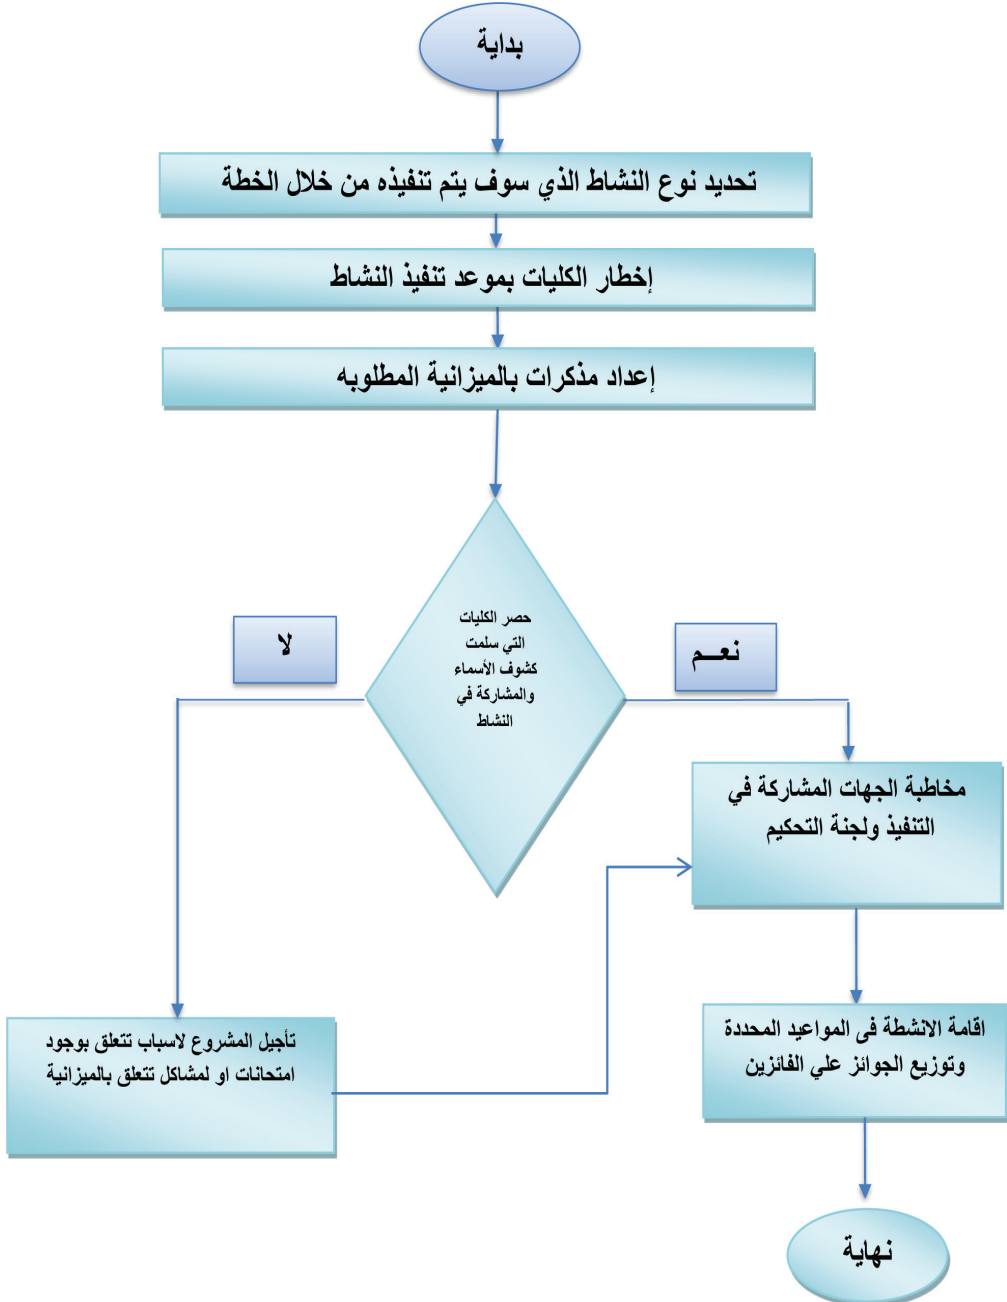 بداية
تحديد نوع النشاط الذي سوف يتم تنفيذه من خلال الخطة
إخطار الكليات بموعد تنفيذ النشاط
إعداد مذكرات بالميزانية المطلوبه
حصر الكليات
التي سلمت
كشوف الأسماء
والمشاركة في
النشاط
نعــم
لا
مخاطبة الجهات المشاركة في
التنفيذ ولجنة التحكيم
اقامة الانشطة فى المواعيد المحددة
وتوزيع الجوائز علي الفائزين
تأجيل المشروع لاسباب تتعلق بوجود
امتحانات او لمشاكل تتعلق بالميزانية
نهاية